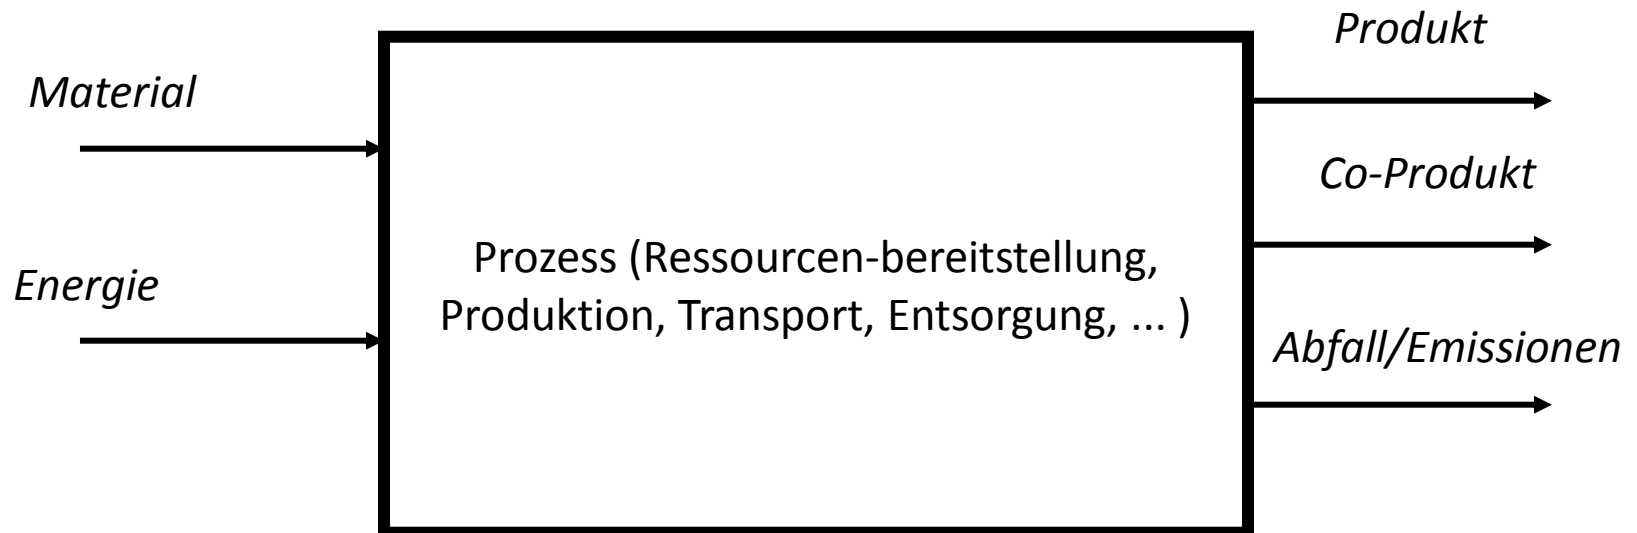 Material
Energie
Prozess (Ressourcen-bereitstellung,
Produktion, Transport, Entsorgung, ... )
Produkt
Co-Produkt
Abfall/Emissionen